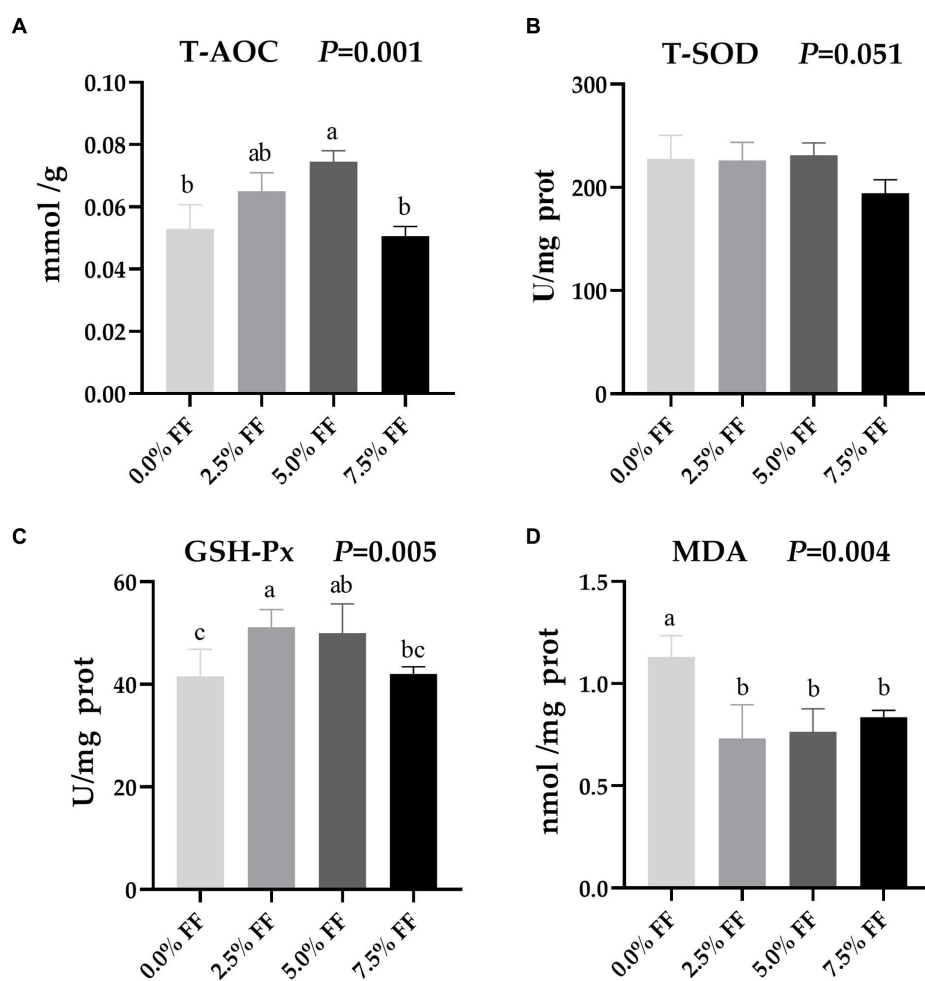 A
T-AOC P=0.001
mmol /g
0.10
0.08
0.06
0.04
0.02
0.00
b
ab
a
b
0.0% FF
2.5% FF
5.0% FF
7.5% FF
B
T-SOD P=0.051
U/mg prot
300
200
100
0
0.0% FF
2.5% FF
5.0% FF
7.5% FF
C
GSH-Px P=0.005
U/mg prot
60
40
20
0
c
a
ab
bc
0.0% FF
2.5% FF
5.0% FF
7.5% FF
D
MDA P=0.004
nmol /mg prot
1.5
1.0
0.5
0.0
a
b
b
b
0.0% FF
2.5% FF
5.0% FF
7.5% FF